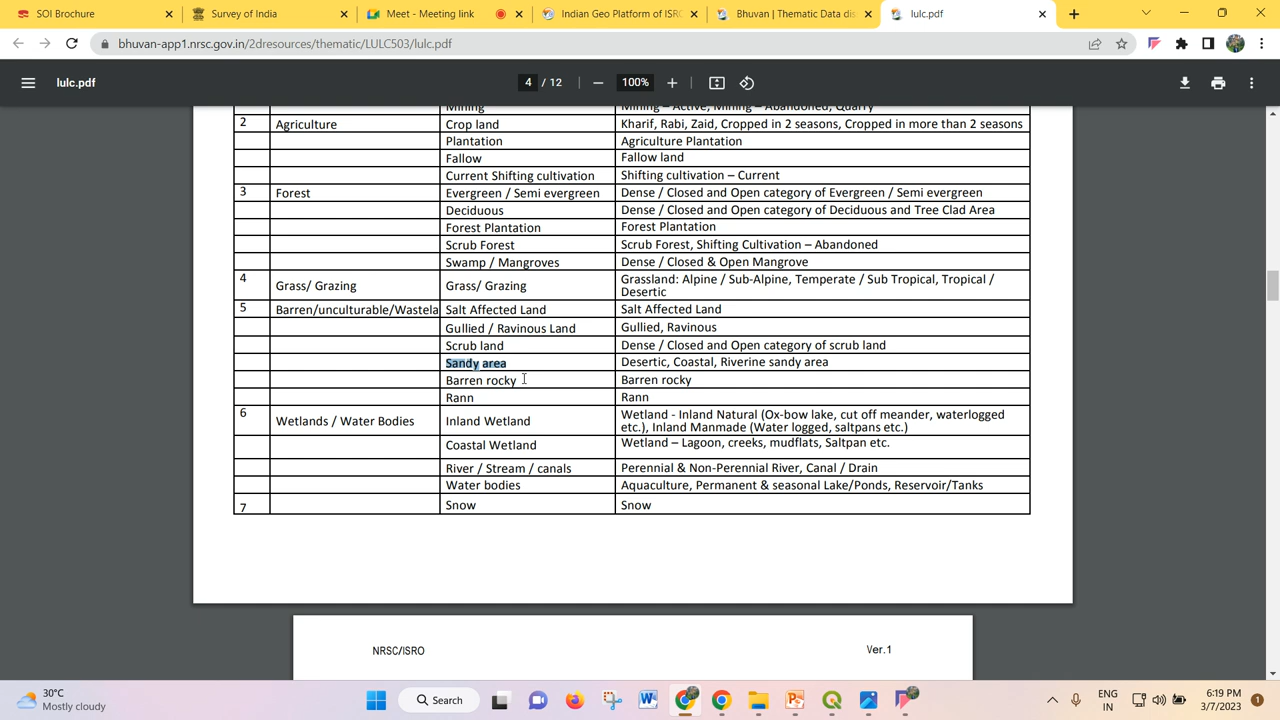 SOI Brochure
Survey of India
Meet - Meeting link
Indian Geo Platform of ISRO
Bhuvan | Thematic Data dis
lulc.pdf
bhuvan-app1.nrsc.gov.in/2dresources/thematic/LULC503/lulc.pdf
lulc.pdf
4 / 12
100%
Mining Mining – Active, Mining – Abandoned, Quarry
2 Agriculture Crop land Kharif, Rabi, Zaid, Cropped in 2 seasons, Cropped in more than 2 seasons
Plantation Agriculture Plantation
Fallow Fallow land
Current Shifting cultivation Shifting cultivation – Current
3 Forest Evergreen / Semi evergreen Dense / Closed and Open category of Evergreen / Semi evergreen
Deciduous Dense / Closed and Open category of Deciduous and Tree Clad Area
Forest Plantation Forest Plantation
Scrub Forest Scrub Forest, Shifting Cultivation – Abandoned
Swamp / Mangroves Dense / Closed & Open Mangrove
4 Grass/ Grazing Grass/ Grazing Grassland: Alpine / Sub-Alpine, Temperate / Sub Tropical, Tropical /
Desertic
5 Barren/unculturable/Wastela Salt Affected Land Salt Affected Land
Gullied / Ravinous Land Gullied, Ravinous
Scrub land Dense / Closed and Open category of scrub land
Sandy area Desertic, Coastal, Riverine sandy area
Barren rocky Barren rocky
Rann Rann
6 Wetlands / Water Bodies Inland Wetland Wetland - Inland Natural (Ox-bow lake, cut off meander, waterlogged
etc.), Inland Manmade (Water logged, saltpans etc.)
Coastal Wetland Wetland – Lagoon, creeks, mudflats, Saltpan etc.
River / Stream / canals Perennial & Non-Perennial River, Canal / Drain
Water bodies Aquaculture, Permanent & seasonal Lake/Ponds, Reservoir/Tanks
7 Snow Snow
NRSC/ISRO Ver.1
30°C
Mostly cloudy
Search
ENG
IN
6:19 PM
3/7/2023
1